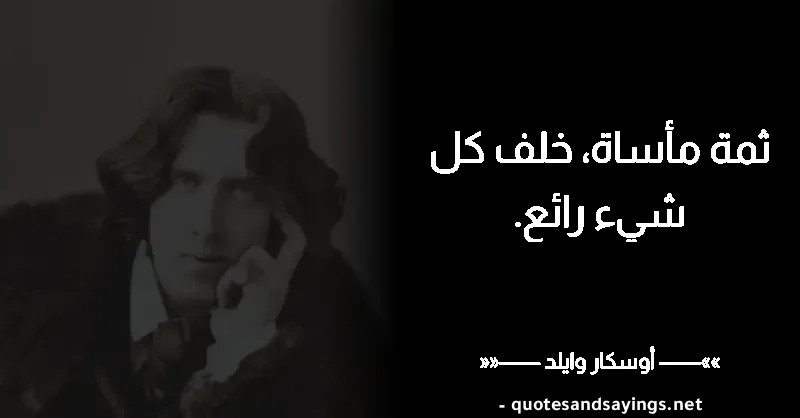 ثمة مأساة، خلف كل
شيء رائع.
«»—— أوسكار وايلد ——»»
- quotesandsayings.net